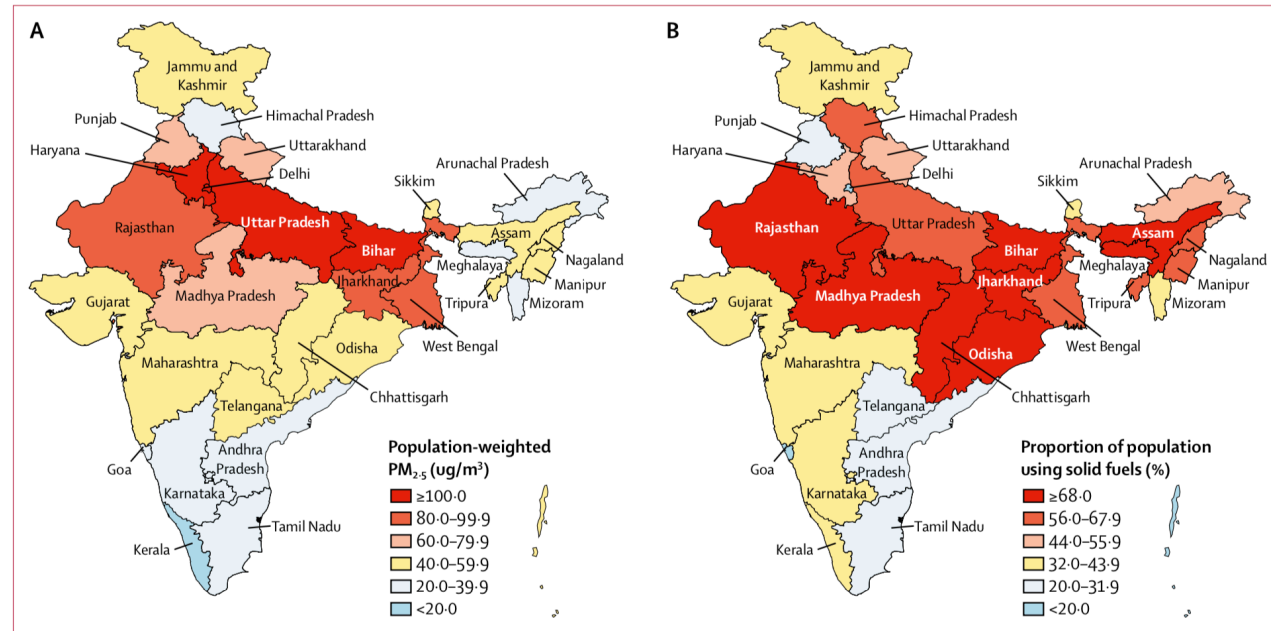 A
Jammu and
Kashmir
Himachal Pradesh
Punjab
Uttarakhand
Haryana
Delhi
Arunachal Pradesh
Sikkim
Rajasthan
Uttar Pradesh
Assam
Bihar
Nagaland
Meghalaya
Jharkhand
Manipur
Gujarat
Madhya Pradesh
Tripura
Mizoram
West Bengal
Odisha
Maharashtra
Chhattisgarh
Telangana
Andhra
Pradesh
Goa
Karnataka
Tamil Nadu
Kerala
Population-weighted
PM2·5 (ug/m³)
≥100·0
80·0–99·9
60·0–79·9
40·0–59·9
20·0–39·9
<20·0
B
Jammu and
Kashmir
Himachal Pradesh
Punjab
Uttarakhand
Haryana
Delhi
Arunachal Pradesh
Sikkim
Rajasthan
Uttar Pradesh
Assam
Bihar
Nagaland
Meghalaya
Jharkhand
Manipur
Gujarat
Madhya Pradesh
Tripura
Mizoram
West Bengal
Odisha
Maharashtra
Chhattisgarh
Telangana
Andhra
Pradesh
Goa
Karnataka
Tamil Nadu
Kerala
Proportion of population
using solid fuels (%)
≥68·0
56·0–67·9
44·0–55·9
32·0–43·9
20·0–31·9
<20·0